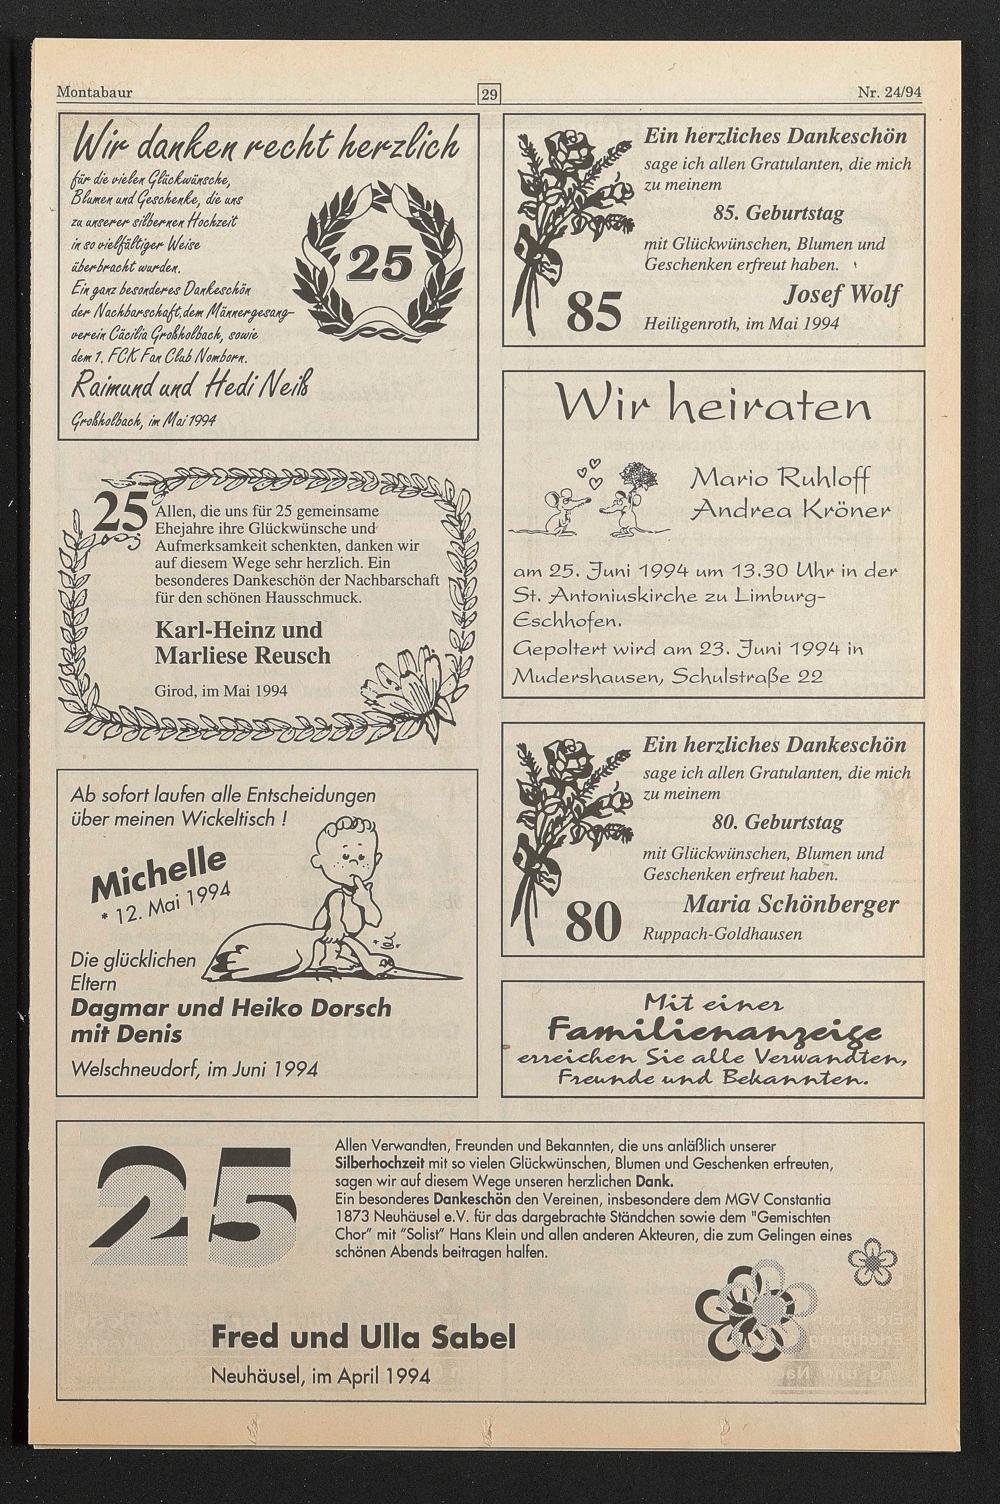 Montabaur
29
Nr. 24/94
Wir danken recht herzlich
für die vielen Glückwünsche,
Blumen und Geschenke, die uns
zu unserer silbernen Hochzeit
in so vielfältiger Weise
überbracht wurden.
Ein ganz besonderes Dankeschön
der Nachbarschaft, dem Männergesang-
verein Cäcilia Großholbach, sowie
dem 1. FCK Fan Club Nomborn.
25
Raimund und Hedi Neiß
Großholbach, im Mai 1994
25
Allen, die uns für 25 gemeinsame
Ehejahre ihre Glückwünsche und
Aufmerksamkeit schenkten, danken wir
auf diesem Wege sehr herzlich. Ein
besonderes Dankeschön der Nachbarschaft
für den schönen Hausschmuck.
Karl-Heinz und
Marliese Reusch
Girod, im Mai 1994
Ab sofort laufen alle Entscheidungen
über meinen Wickeltisch !
Michelle
* 12. Mai 1994
Die glücklichen
Eltern
Dagmar und Heiko Dorsch
mit Denis
Welschneudorf, im Juni 1994
Ein herzliches Dankeschön
sage ich allen Gratulanten, die mich
zu meinem
85. Geburtstag
mit Glückwünschen, Blumen und
Geschenken erfreut haben.
Josef Wolf
85
Heiligenroth, im Mai 1994
Wir heiraten
Mario Ruhloff
Andrea Kröner
am 25. Juni 1994 um 13.30 Uhr in der
St. Antoniuskirche zu Limburg-
Eschhofen.
Gepoltert wird am 23. Juni 1994 in
Mudershausen, Schulstraße 22
Ein herzliches Dankeschön
sage ich allen Gratulanten, die mich
zu meinem
80. Geburtstag
mit Glückwünschen, Blumen und
Geschenken erfreut haben.
Maria Schönberger
80
Ruppach-Goldhausen
Mit einer
Familienanzeige
erreichen Sie alle Verwandten,
Freunde und Bekannten.
25
Allen Verwandten, Freunden und Bekannten, die uns anläßlich unserer
Silberhochzeit mit so vielen Glückwünschen, Blumen und Geschenken erfreuten,
sagen wir auf diesem Wege unseren herzlichen Dank.
Ein besonderes Dankeschön den Vereinen, insbesondere dem MGV Constantia
1873 Neuhäusel e.V. für das dargebrachte Ständchen sowie dem "Gemischten
Chor" mit "Solist" Hans Klein und allen anderen Akteuren, die zum Gelingen eines
schönen Abends beitragen halfen.
Fred und Ulla Sabel
Neuhäusel, im April 1994